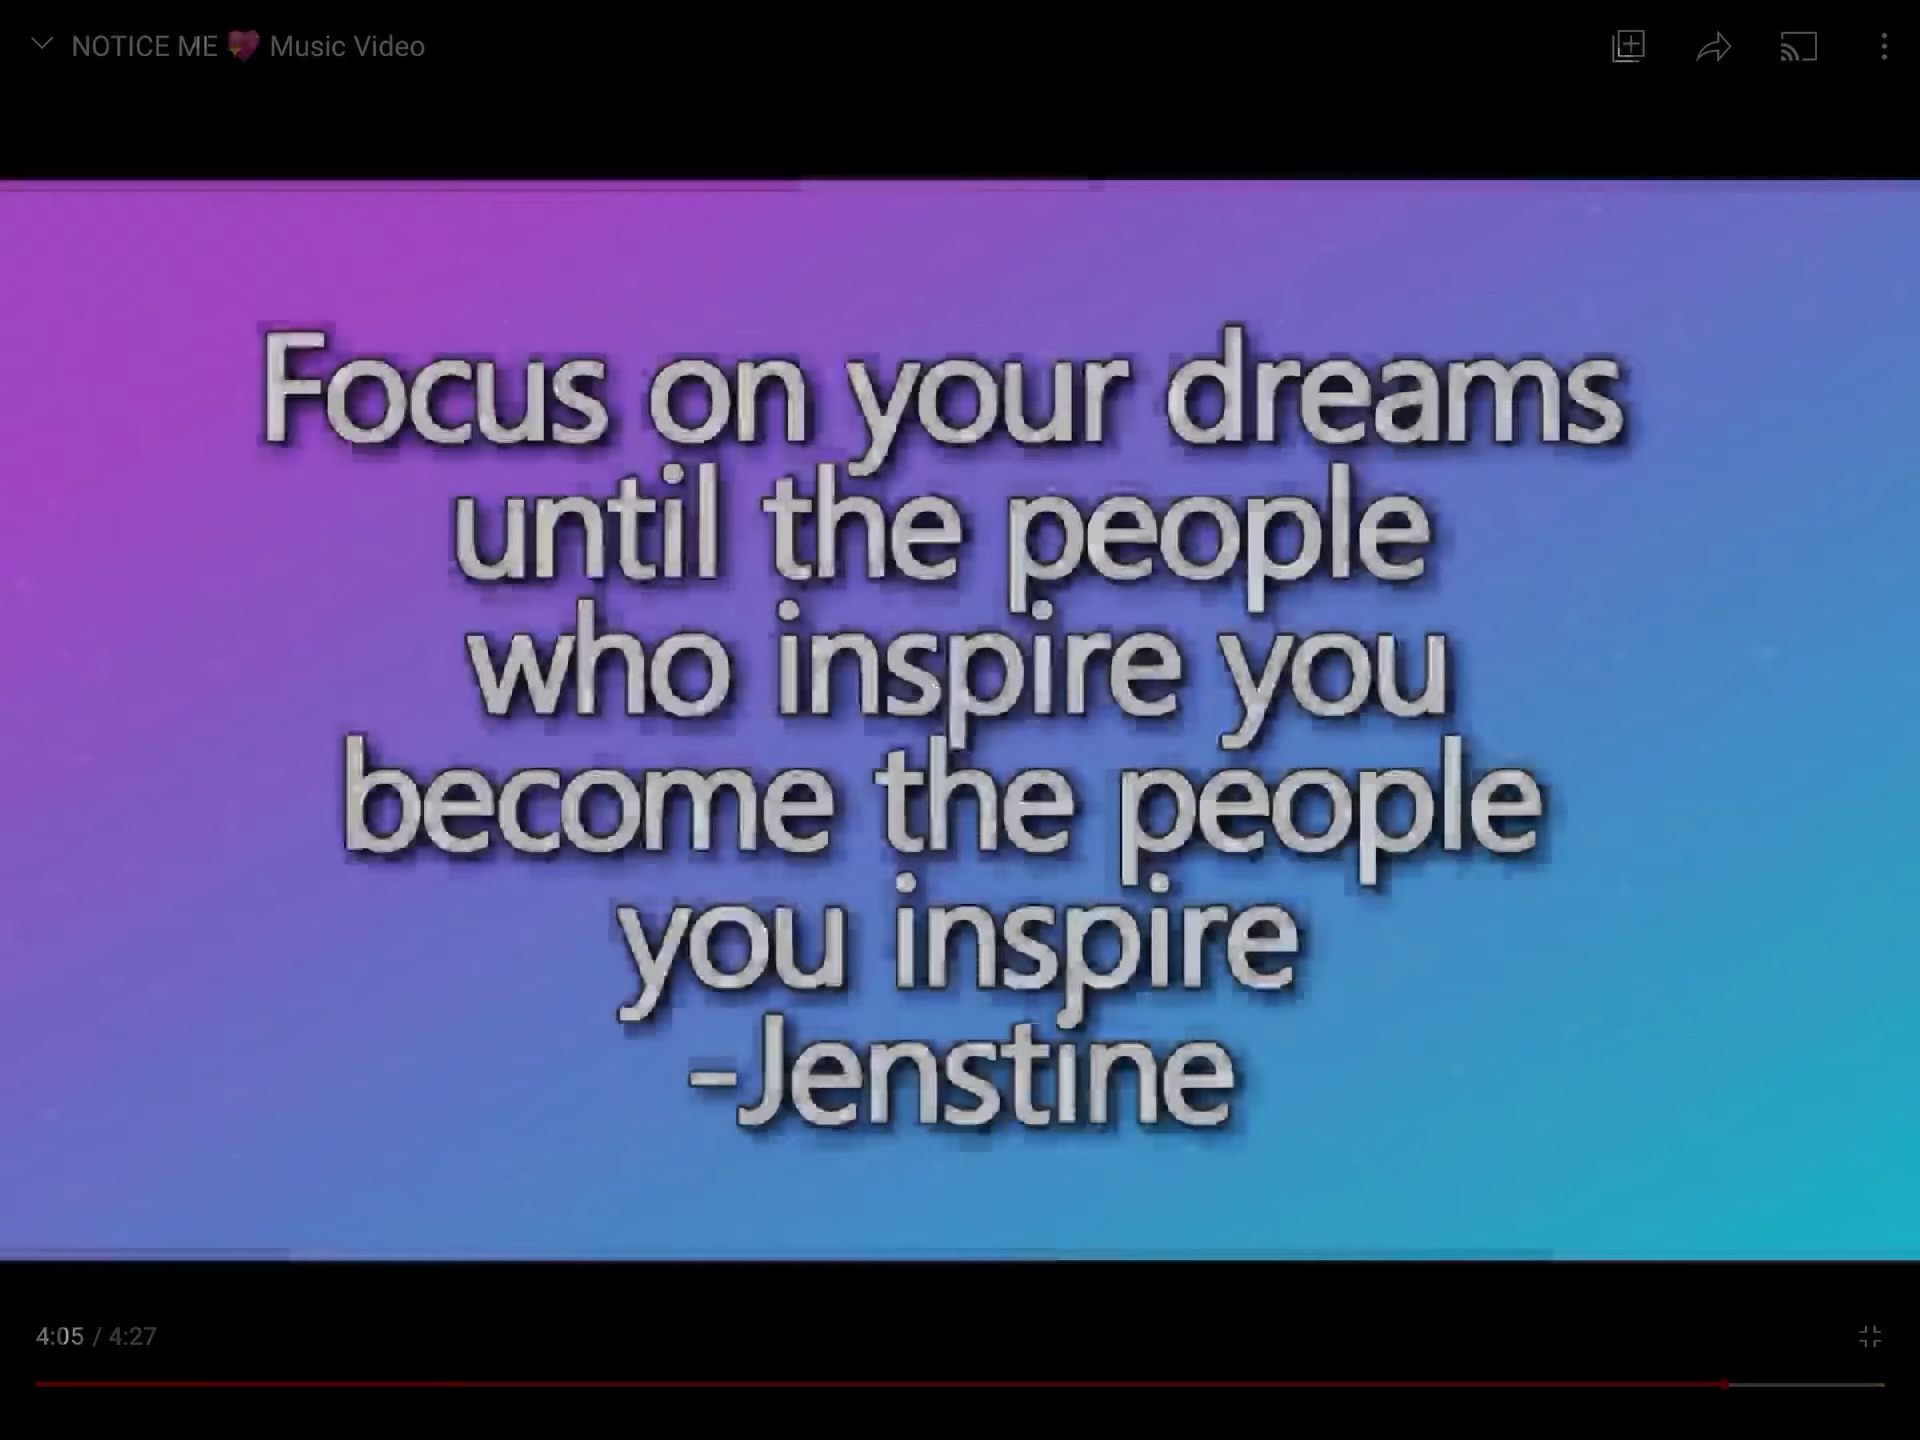 NOTICE ME 💖 Music Video
Focus on your dreams
until the people
who inspire you
become the people
you inspire
-Jenstine
4:05 / 4:27